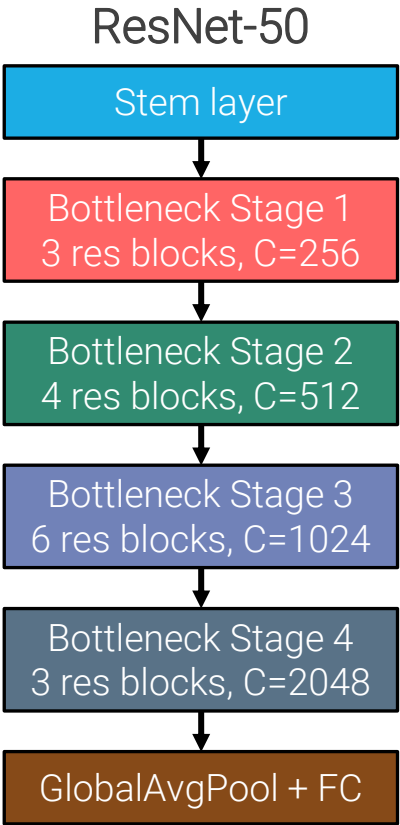 ResNet-50
Stem layer
Bottleneck Stage 1
3 res blocks, C=256
Bottleneck Stage 2
4 res blocks, C=512
Bottleneck Stage 3
6 res blocks, C=1024
Bottleneck Stage 4
3 res blocks, C=2048
GlobalAvgPool + FC